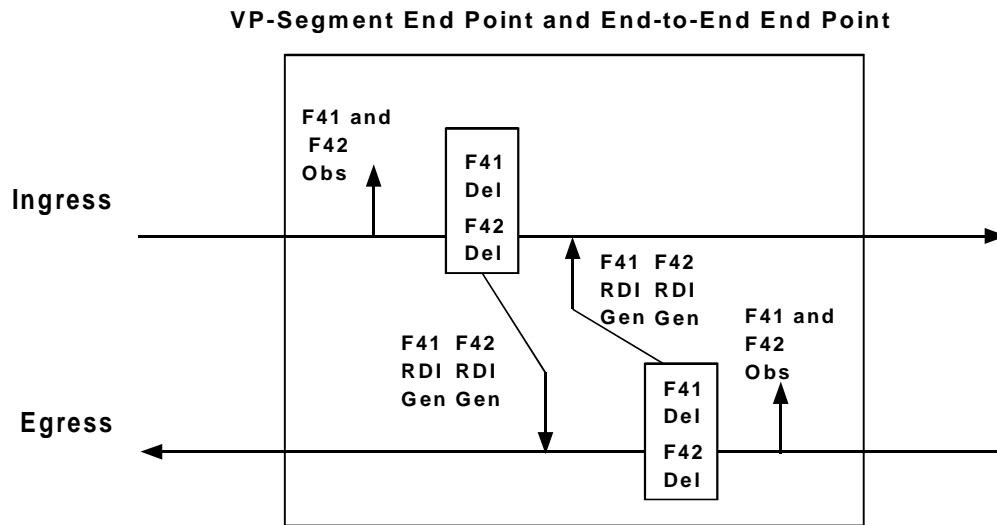 VP-Segment End Point and End-to-End End Point
F41 and
F42
Obs
Ingress
F41
Del
F42
Del
F41 F42
RDI RDI
Gen Gen
F41 and
F42
Obs
F41 F42
RDI RDI
Gen Gen
Egress
F41
Del
F42
Del